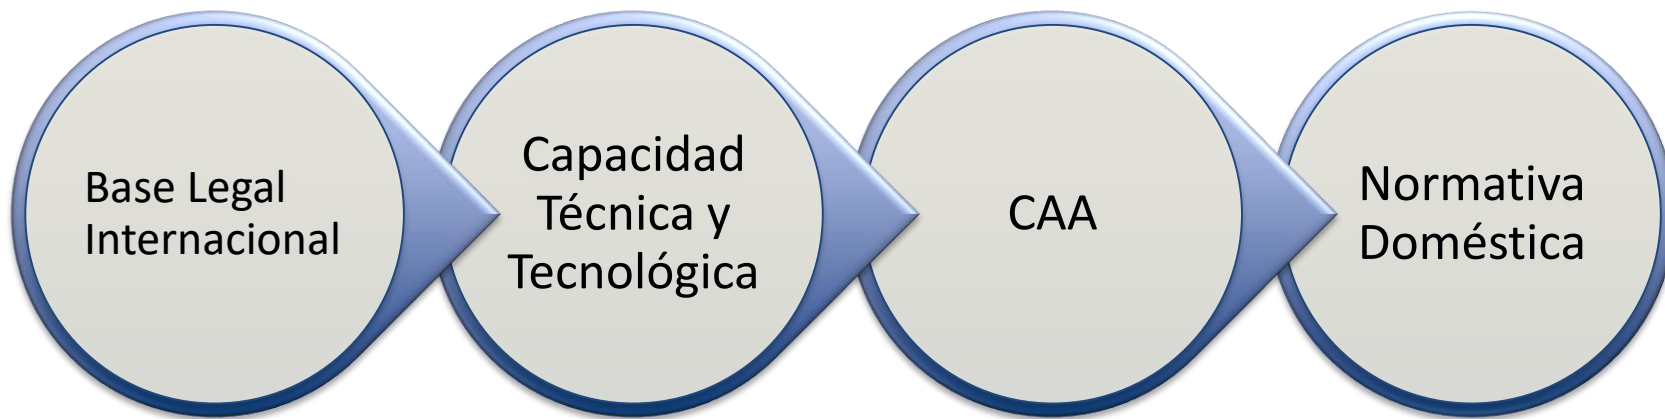 Base Legal
Internacional
Capacidad
Técnica y
Tecnológica
CAA
Normativa
Doméstica